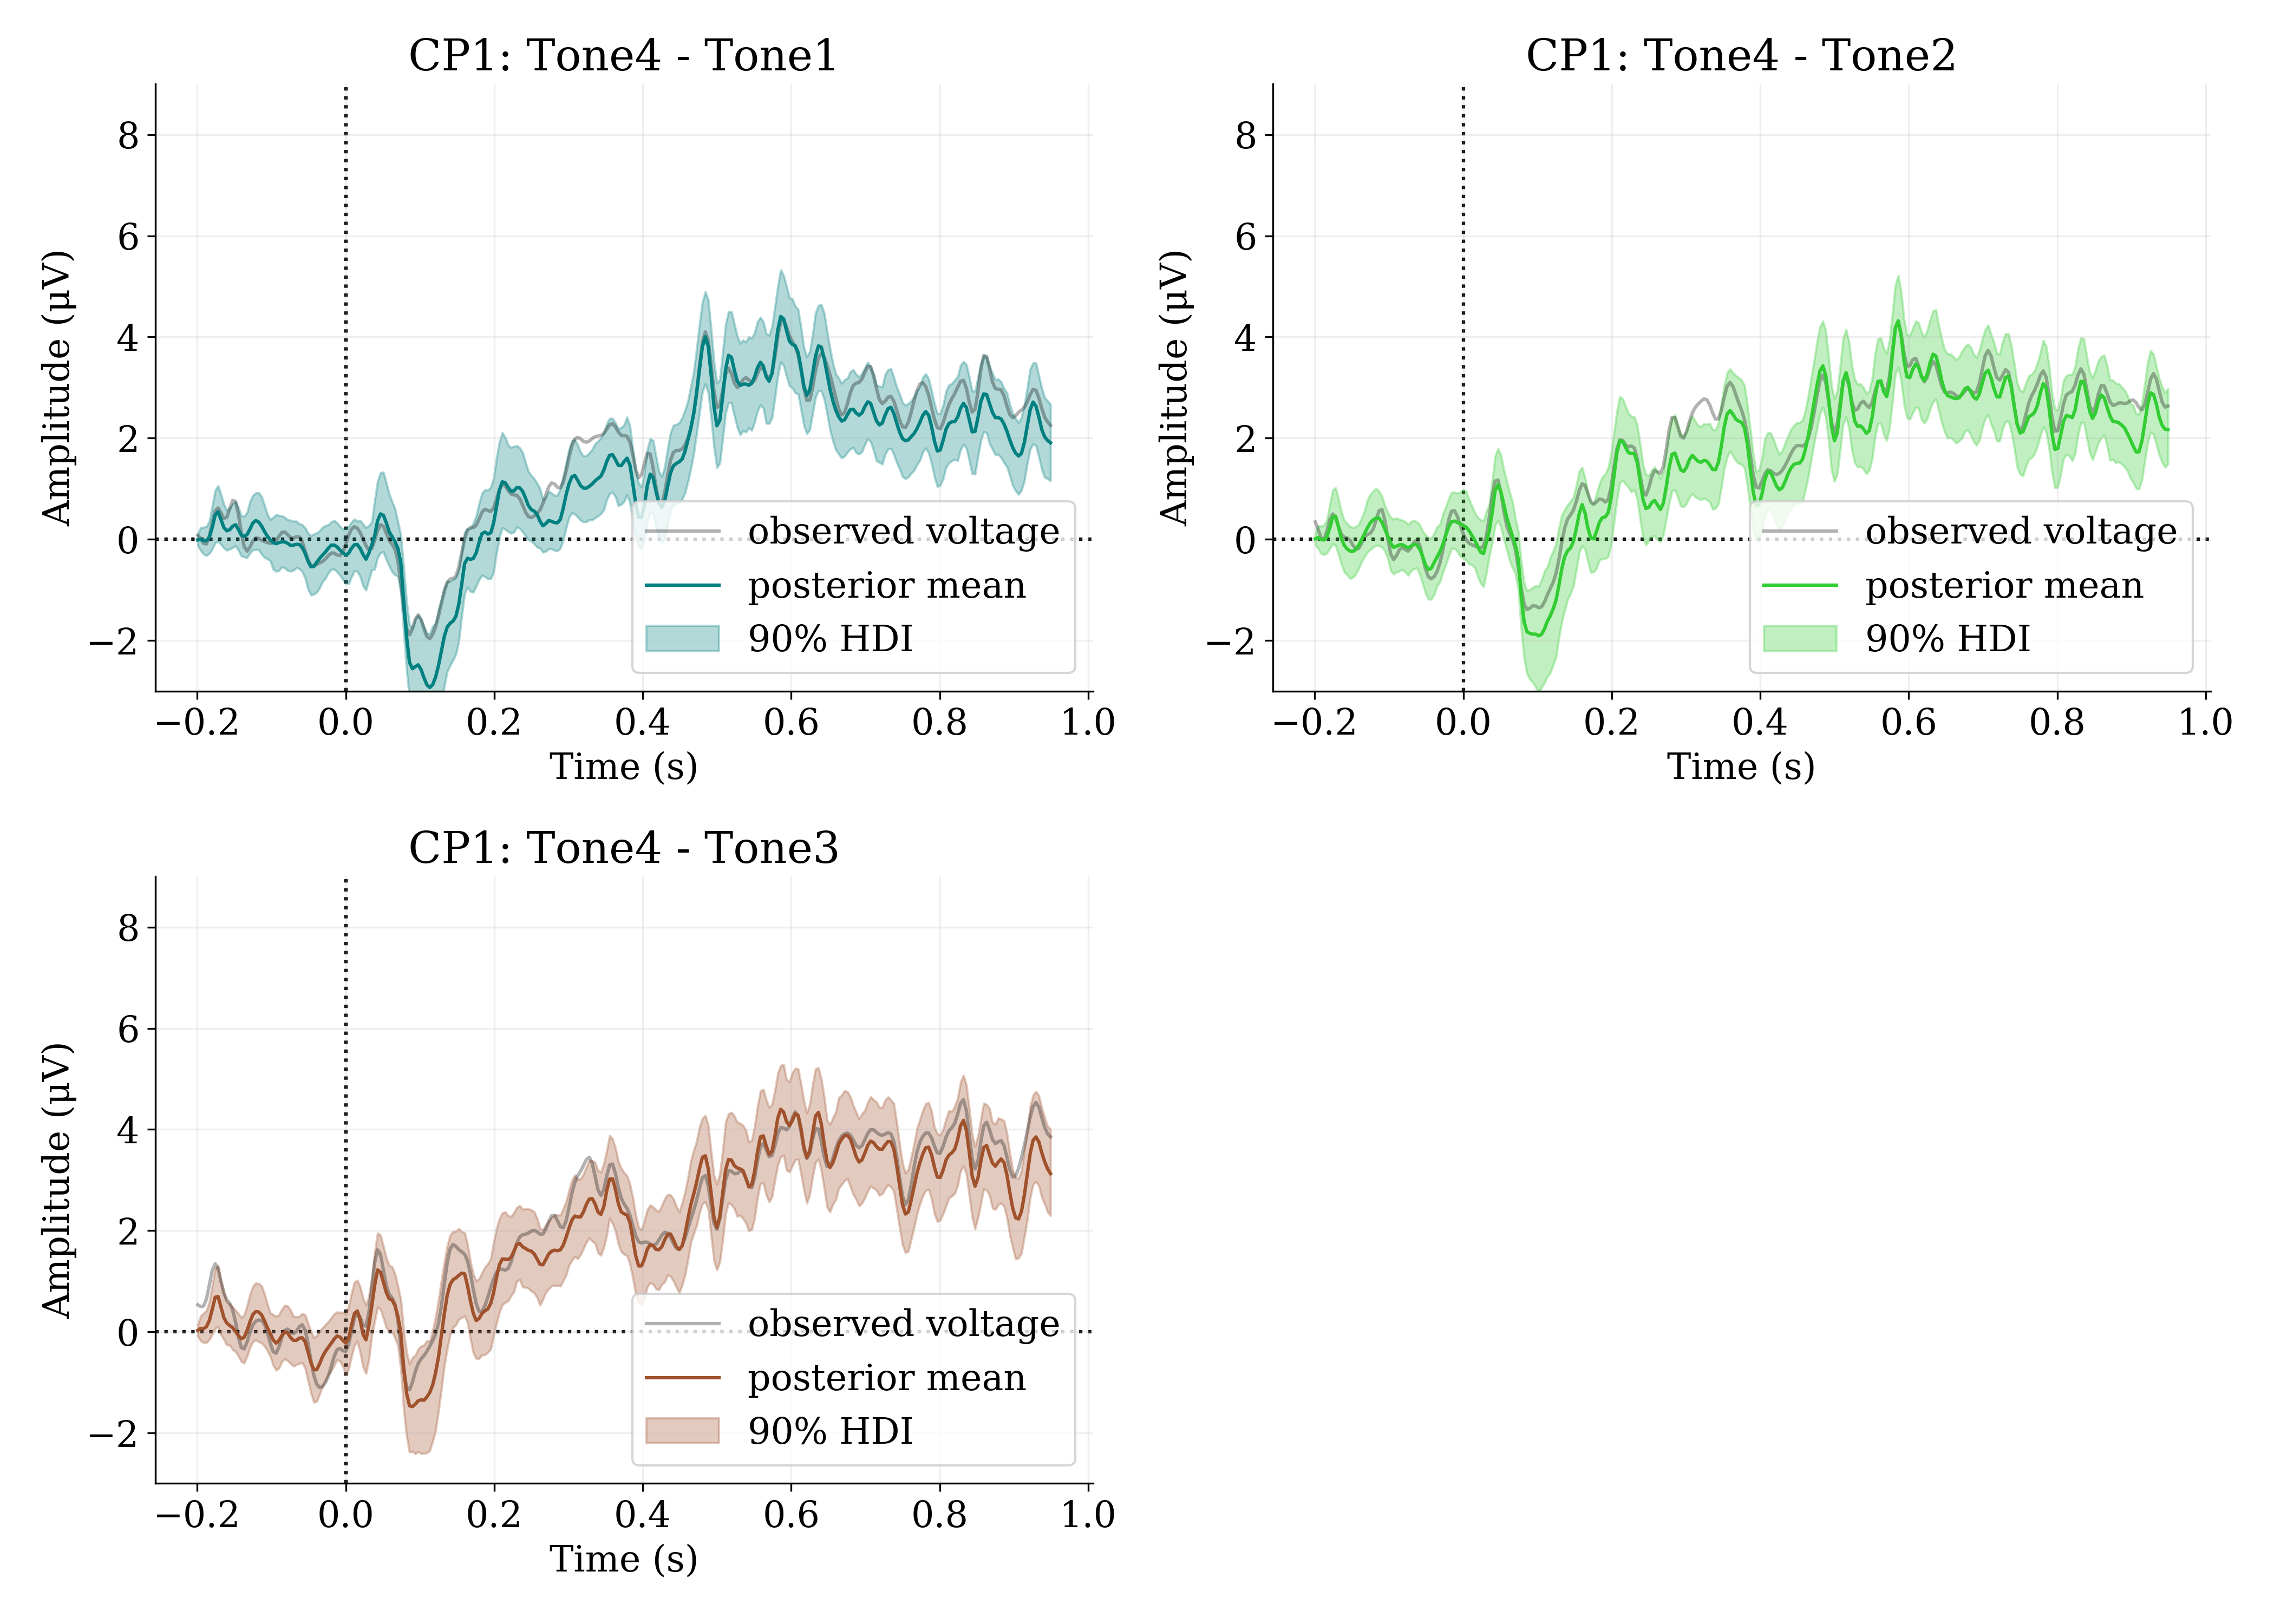 CP1: Tone4 - Tone1
Amplitude (μV)
8
6
4
2
0
−2
observed voltage
posterior mean
90% HDI
−0.2 0.0 0.2 0.4 0.6 0.8 1.0
Time (s)
CP1: Tone4 - Tone2
Amplitude (μV)
8
6
4
2
0
−2
observed voltage
posterior mean
90% HDI
−0.2 0.0 0.2 0.4 0.6 0.8 1.0
Time (s)
CP1: Tone4 - Tone3
Amplitude (μV)
8
6
4
2
0
−2
observed voltage
posterior mean
90% HDI
−0.2 0.0 0.2 0.4 0.6 0.8 1.0
Time (s)